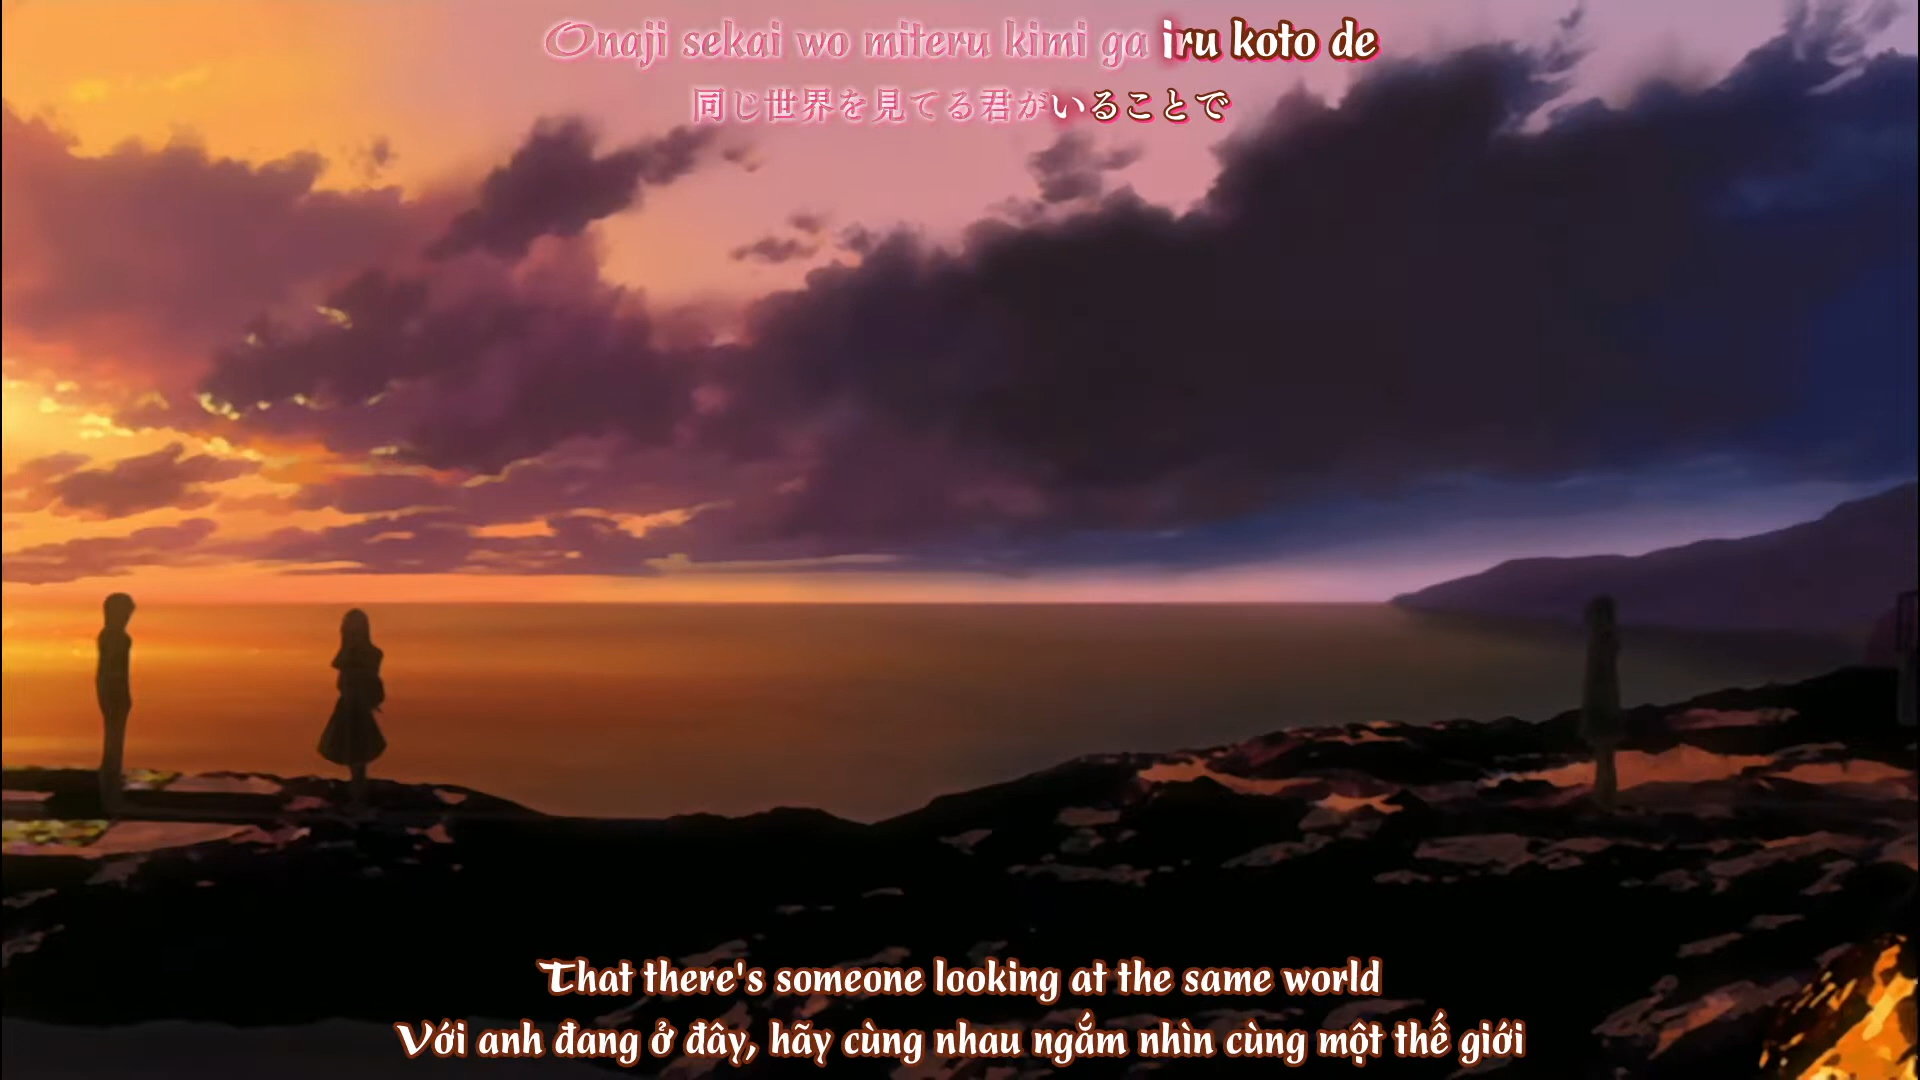 Onaji sekai wo miteru kimi ga iru koto de
同じ世界を見てる君がいることで
That there's someone looking at the same world
Với anh đang ở đây, hãy cùng nhau ngắm nhìn cùng một thế giới